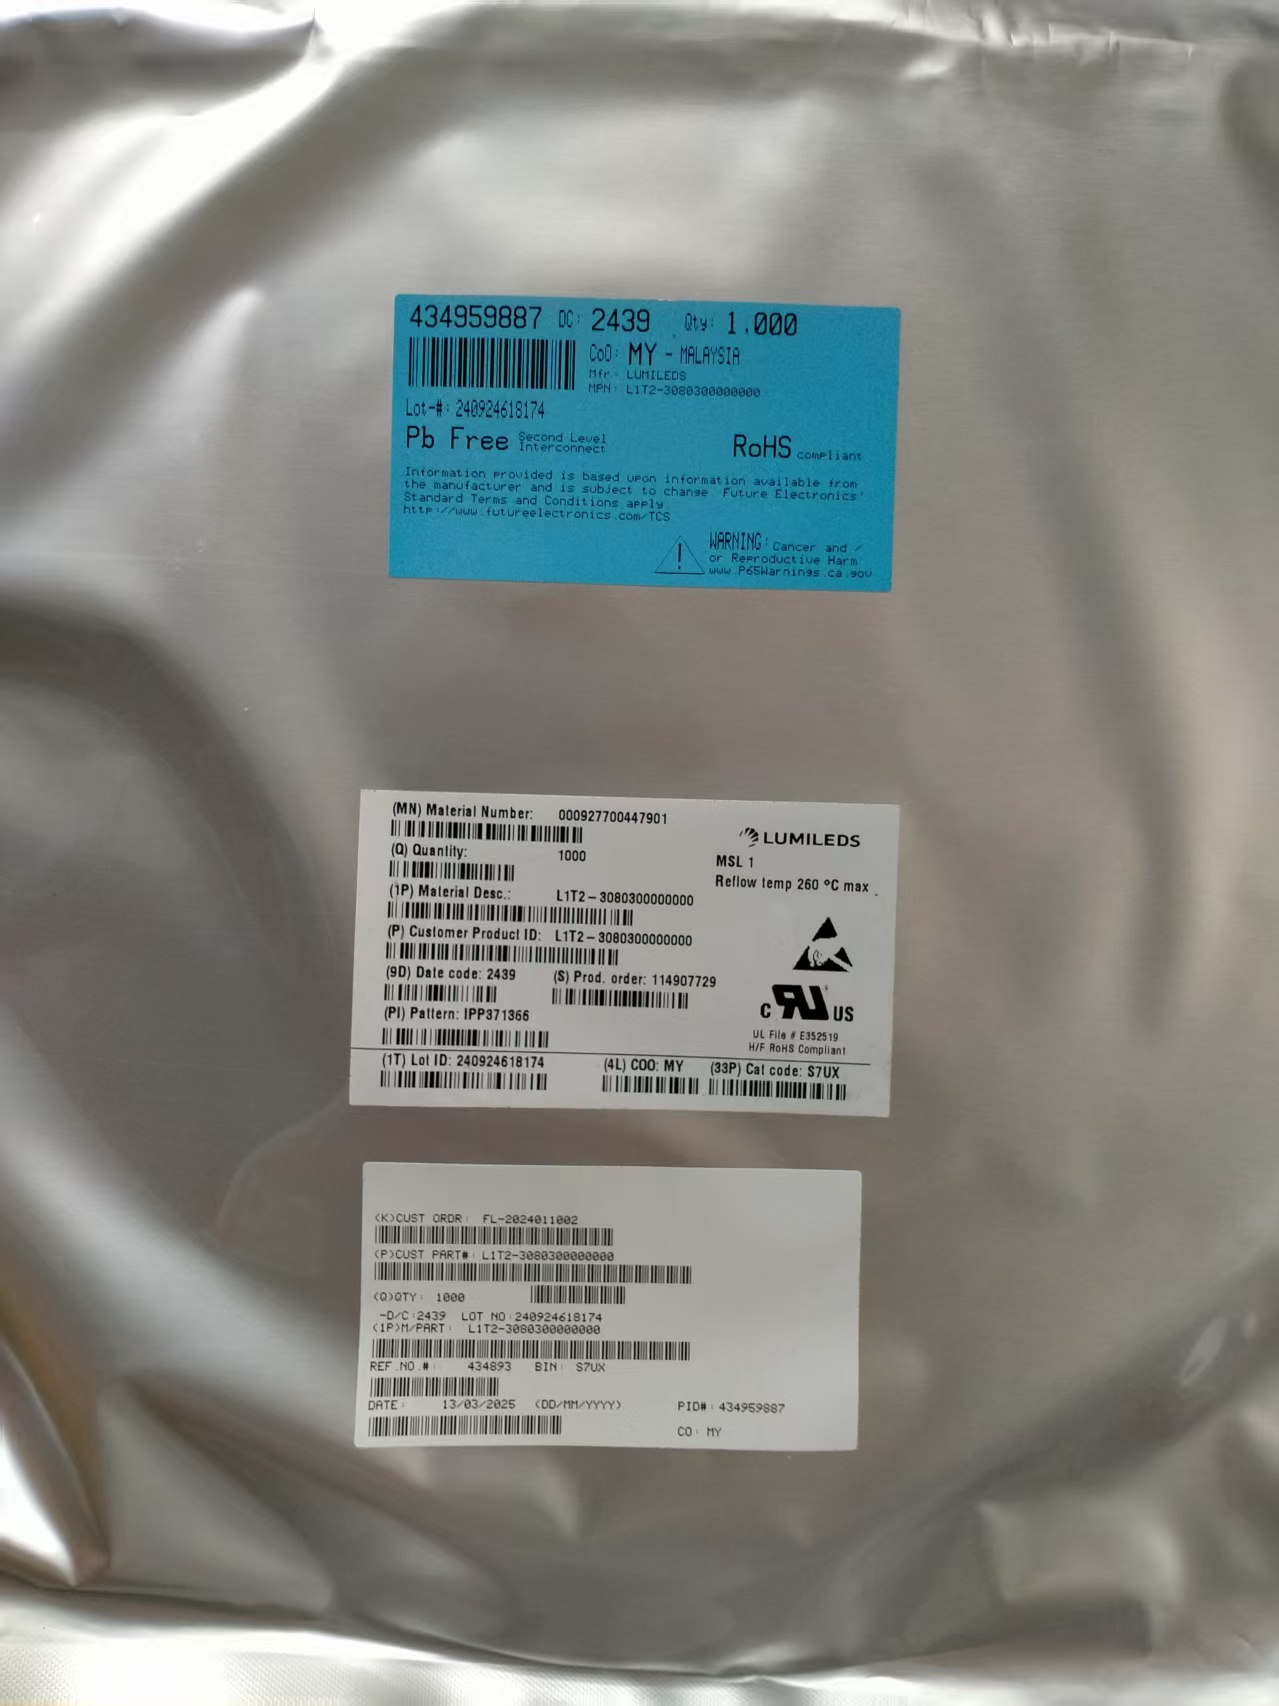 434959887 DC: 2439 Qty: 1.000
CoO: MY - MALAYSIA
Mfr: LUMILEDS
MPN: L1T2-3080300000000
Lot-#: 240924618174
Pb Free Second Level Interconnect
RoHS compliant
Information provided is based upon information available from
the manufacturer and is subject to change. Future Electronics'
Standard Terms and Conditions apply.
http://www.futureelectronics.com/TCS
WARNING: Cancer and /
or Reproductive Harm
www.P65Warnings.ca.gov
(MN) Material Number: 000927700447901
LUMILEDS
(Q) Quantity: 1000
MSL 1
Reflow temp 260 ºC max .
(1P) Material Desc.: L1T2-3080300000000
(P) Customer Product ID: L1T2-3080300000000
(9D) Date code: 2439 (S) Prod. order: 114907729
(PI) Pattern: IPP371366
C RU US
UL File # E352519
H/F RoHS Compliant
(1T) Lot ID: 240924618174 (4L) COO: MY (33P) Cat code: S7UX
(K)CUST ORDR: FL-2024011002
(P)CUST PART#: L1T2-3080300000000
(Q)QTY: 1000
-D/C:2439 LOT NO:240924618174
(1P)M/PART: L1T2-3080300000000
REF.NO.#: 434893 BIN: S7UX
DATE: 13/03/2025 (DD/MM/YYYY) PID#: 434959887
CO: MY